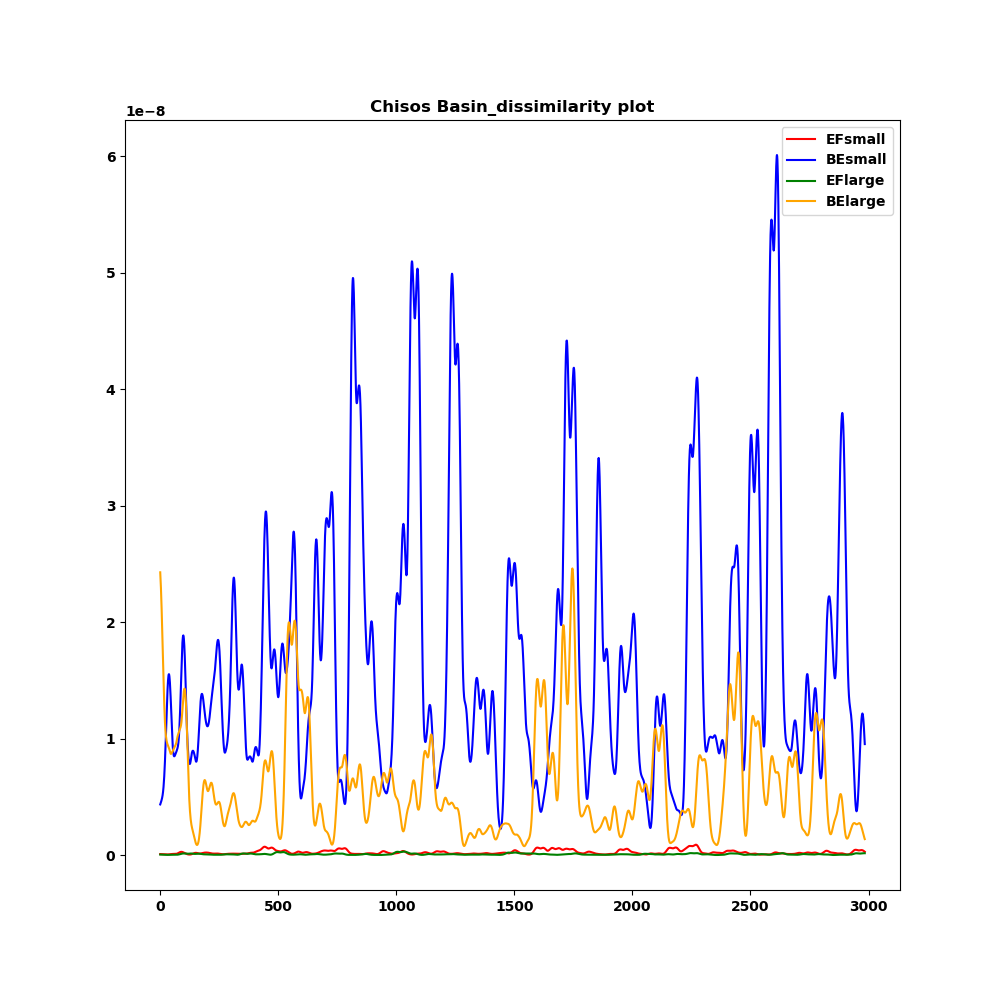 Chisos Basin_dissimilarity plot
1e−8
EFsmall
BEsmall
EFlarge
BElarge
6
5
4
3
2
1
0
0 500 1000 1500 2000 2500 3000